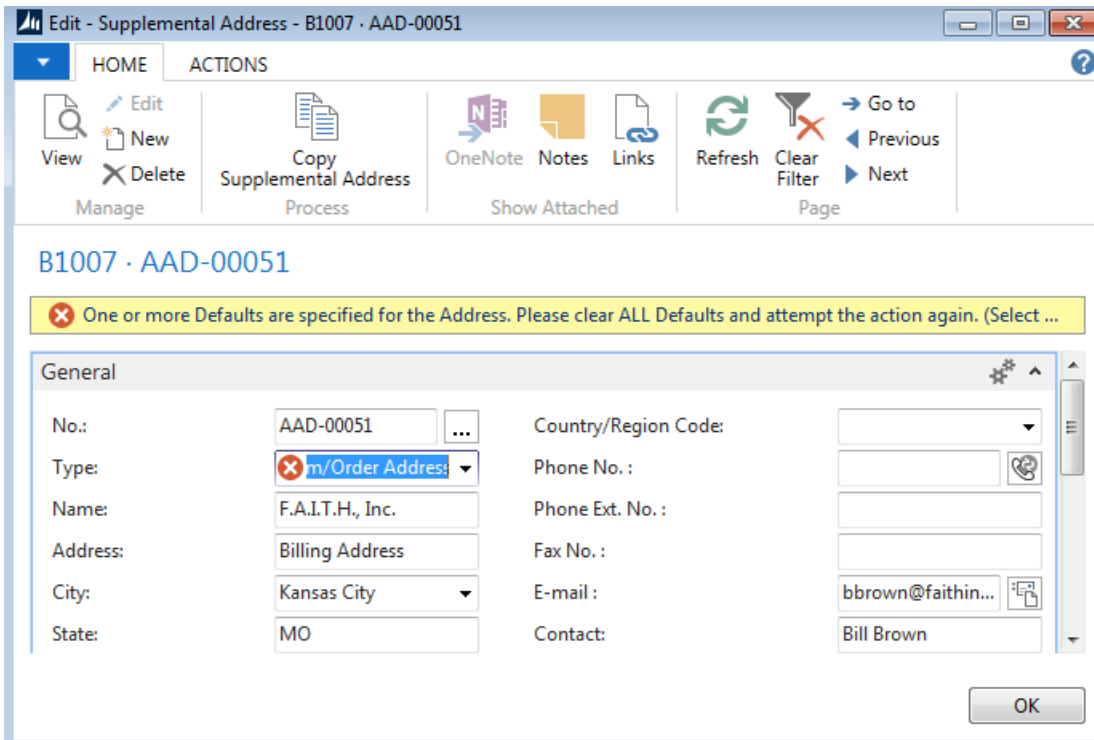 Edit - Supplemental Address - B1007 · AAD-00051
HOME ACTIONS
View
Edit
New
Delete
Manage
Copy
Supplemental Address
Process
OneNote Notes Links
Show Attached
Refresh
Clear
Filter
Go to
Previous
Next
Page
B1007 · AAD-00051
One or more Defaults are specified for the Address. Please clear ALL Defaults and attempt the action again. (Select ...
General
No.: AAD-00051 ... Country/Region Code:
Type: m/Order Address Phone No. :
Name: F.A.I.T.H., Inc. Phone Ext. No. :
Address: Billing Address Fax No. :
City: Kansas City E-mail : bbrown@faithin...
State: MO Contact: Bill Brown
OK